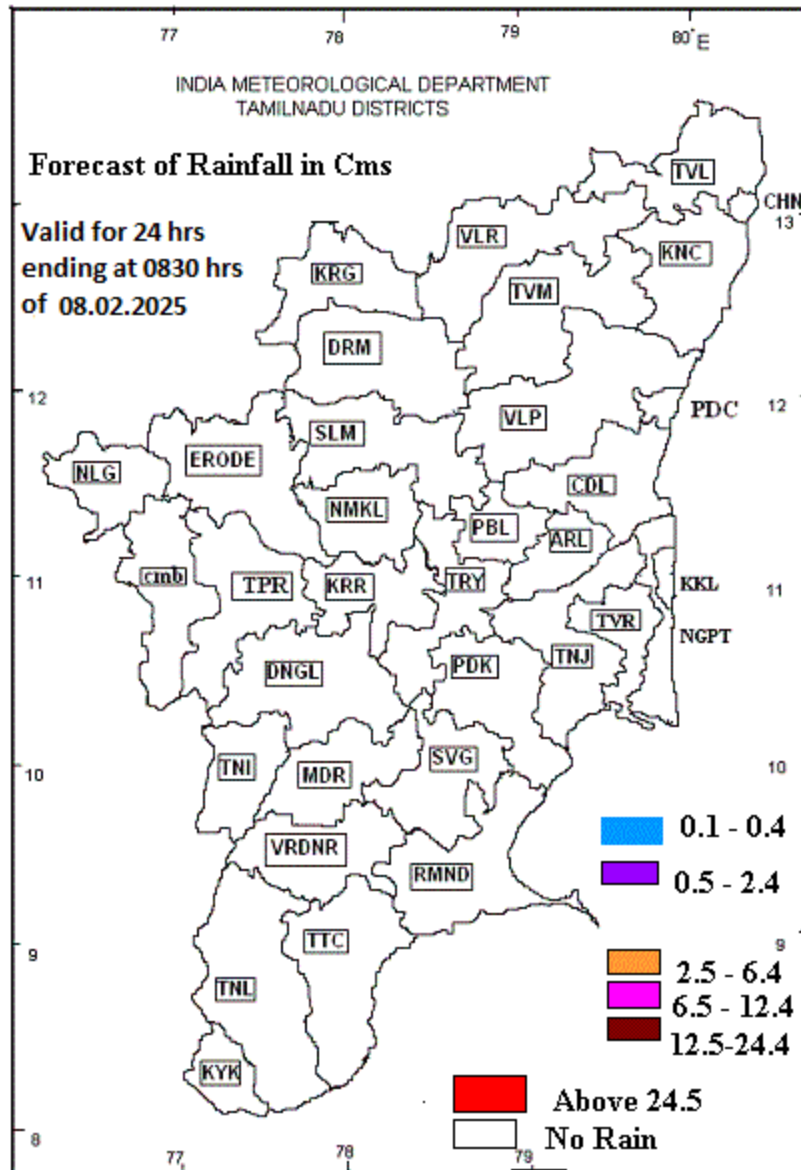 77 78 79 80°E
INDIA METEOROLOGICAL DEPARTMENT
TAMILNADU DISTRICTS
Forecast of Rainfall in Cms
TVL
CHN
13
Valid for 24 hrs
ending at 0830 hrs
of 08.02.2025
VLR
KNC
KRG
TVM
DRM
12
12
PDC
VLP
SLM
ERODE
NLG
CDL
NMKL
PBL
ARL
11
cmb
TPR
KRR
TRY
KKL
11
TVR
NGPT
TNJ
PDK
DNGL
10
TNI
MDR
SVG
10
0.1 - 0.4
VRDNR
RMND
0.5 - 2.4
9
TTC
9
2.5 - 6.4
TNL
6.5 - 12.4
12.5-24.4
KYK
Above 24.5
No Rain
8
77 78 79